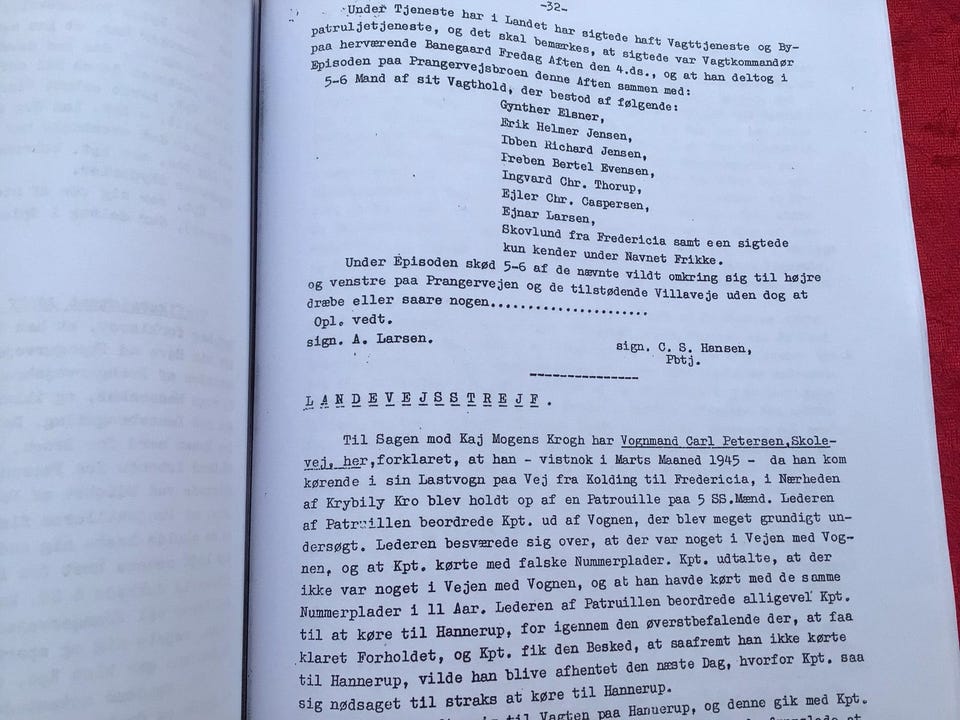 -32-
Under Tjeneste har i Landet har sigtede haft Vagttjeneste og By-
patruljetjeneste, og det skal bemærkes, at sigtede var Vagtkommandør
paa herværende Banegaard Fredag Aften den 4.ds., og at han deltog i
Episoden paa Prangervejsbroen denne Aften sammen med:
5-6 Mand af sit Vagthold, der bestod af følgende:
Gynther Elsner,
Erik Helmer Jensen,
Ibben Richard Jensen,
Preben Bertel Evensen,
Ingvard Chr. Thorup,
Ejler Chr. Caspersen,
Ejnar Larsen,
Skovlund fra Fredericia samt een sigtede
kun kender under Navnet Frikke.
Under Episoden skød 5-6 af de nævnte vildt omkring sig til højre
og venstre paa Prangervejen og de tilstødende Villaveje uden dog at
dræbe eller saare nogen......................
Opl. vedt.
sign. A. Larsen.
sign. C. S. Hansen,
Pbtj.
LANDEVEJSSTREJF.
Til Sagen mod Kaj Mogens Krogh har Vognmand Carl Petersen,Skole-
vej, her,forklaret, at han - vistnok i Marts Maaned 1945 - da han kom
kørende i sin Lastvogn paa Vej fra Kolding til Fredericia, i Nærheden
af Krybily Kro blev holdt op af en Patrouille paa 5 SS.Mænd. Lederen
af Patruillen beordrede Kpt. ud af Vognen, der blev meget grundigt un-
dersøgt. Lederen besværede sig over, at der var noget i Vejen med Vog-
nen, og at Kpt. kørte med falske Nummerplader. Kpt. udtalte, at der
ikke var noget i Vejen med Vognen, og at han havde kørt med de samme
Nummerplader i 11 Aar. Lederen af Patruillen beordrede alligevel Kpt.
til at køre til Hannerup, for igennem den øverstbefalende der, at faa
klaret Forholdet, og Kpt. fik den Besked, at saafremt han ikke kørte
til Hannerup, vilde han blive afhentet den næste Dag, hvorfor Kpt. saa
sig nødsaget til straks at køre til Hannerup.
til Vagten paa Hannerup, og denne gik med Kpt.